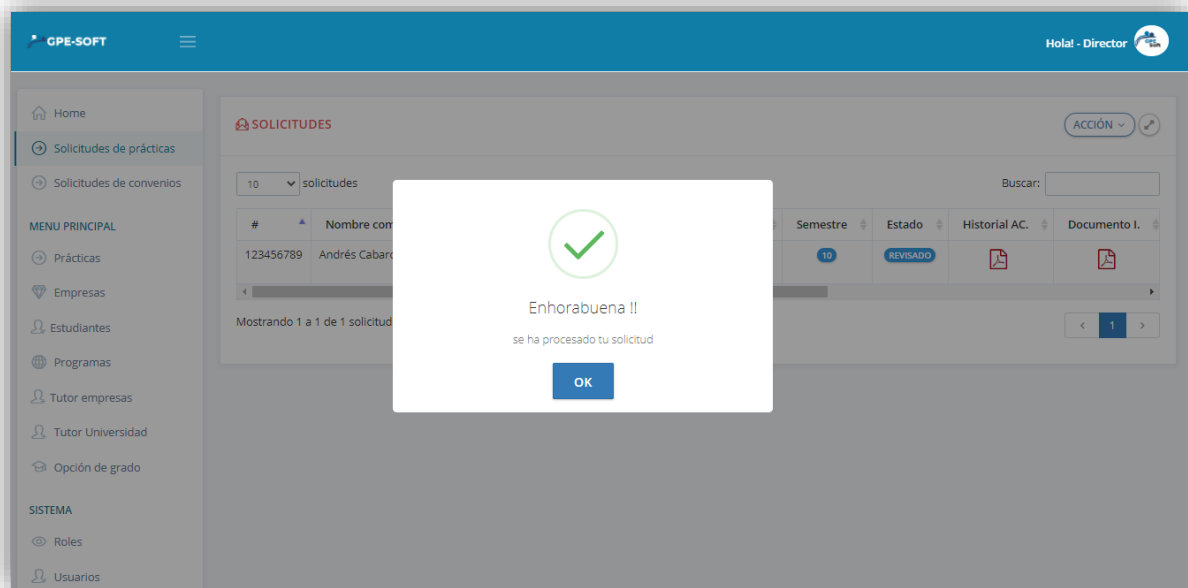 GPE-SOFT
Hola! - Director
Home
Solicitudes de prácticas
Solicitudes de convenios
MENU PRINCIPAL
Prácticas
Empresas
Estudiantes
Programas
Tutor empresas
Tutor Universidad
Opción de grado
SISTEMA
Roles
Usuarios
SOLICITUDES
ACCIÓN
10 solicitudes
Buscar:
# Nombre com Semestre Estado Historial AC. Documento I.
123456789 Andrés Cabarc 10 REVISADO
Mostrando 1 a 1 de 1 solicitud
< 1 >
Enhorabuena !!
se ha procesado tu solicitud
OK